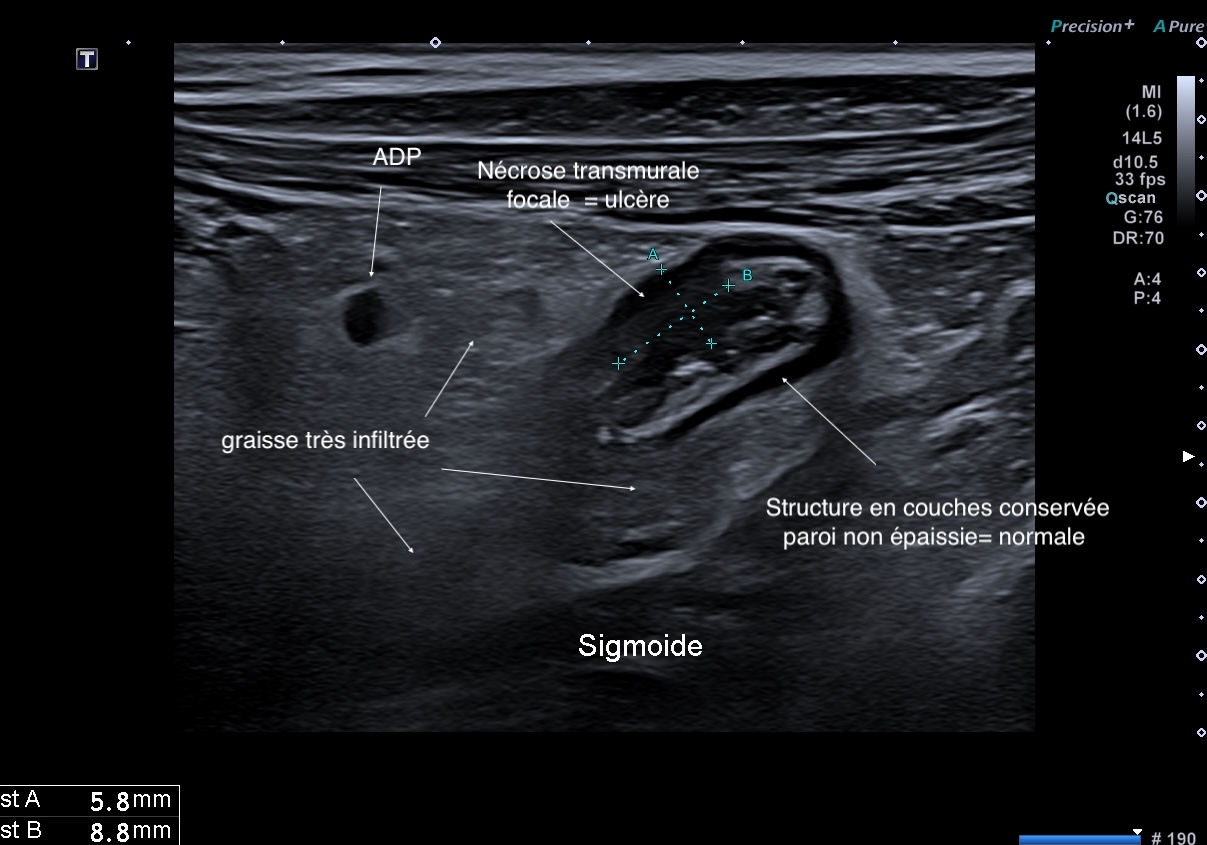 Precision+ A Pure
T
MI
(1.6)
14L5
d10.5
33 fps
Qscan
G:76
DR:70
A:4
P:4
ADP
Nécrose transmurale
focale = ulcère
A
B
graisse très infiltrée
Structure en couches conservée
paroi non épaissie= normale
Sigmoide
st A 5.8mm
st B 8.8mm
# 190